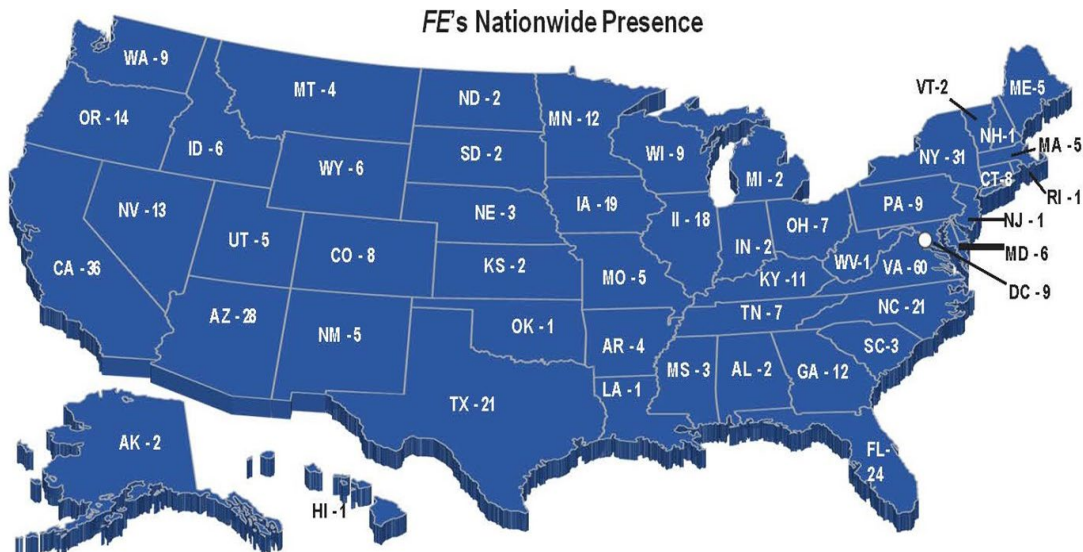 FE's Nationwide Presence
WA - 9
MT - 4
ND - 2
MN - 12
VT-2
ME-5
OR - 14
ID - 6
WY - 6
SD - 2
WI - 9
MI - 2
NY - 31
NH-1
MA - 5
CT-8
RI - 1
NV - 13
UT - 5
CO - 8
NE - 3
IA - 19
II - 18
IN - 2
OH - 7
PA - 9
NJ - 1
MD - 6
DC - 9
CA - 36
KS - 2
MO - 5
KY - 11
WV-1
VA - 60
AZ - 28
NM - 5
OK - 1
AR - 4
TN - 7
NC - 21
SC-3
TX - 21
LA - 1
MS - 3
AL - 2
GA - 12
FL-
24
AK - 2
HI - 1